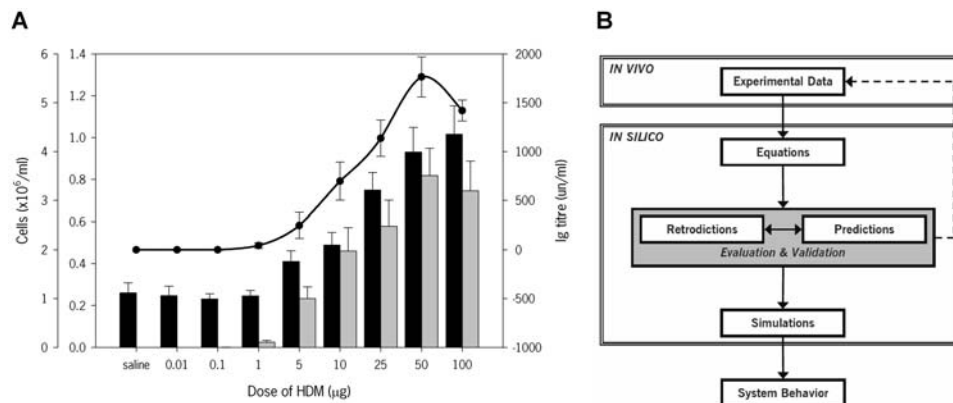 A
6
5
4
3
2
1
0
1.4
1.2
1.0
0.8
0.6
0.4
0.2
0.0
Cells (x10⁶/ml)
2000
1500
1000
500
0
-500
-1000
Ig titre (un/ml)
saline 0.01 0.1 1 5 10 25 50 100
Dose of HDM (μg)
B
IN VIVO
Experimental Data
IN SILICO
Equations
Retrodictions Predictions
Evaluation & Validation
Simulations
System Behavior